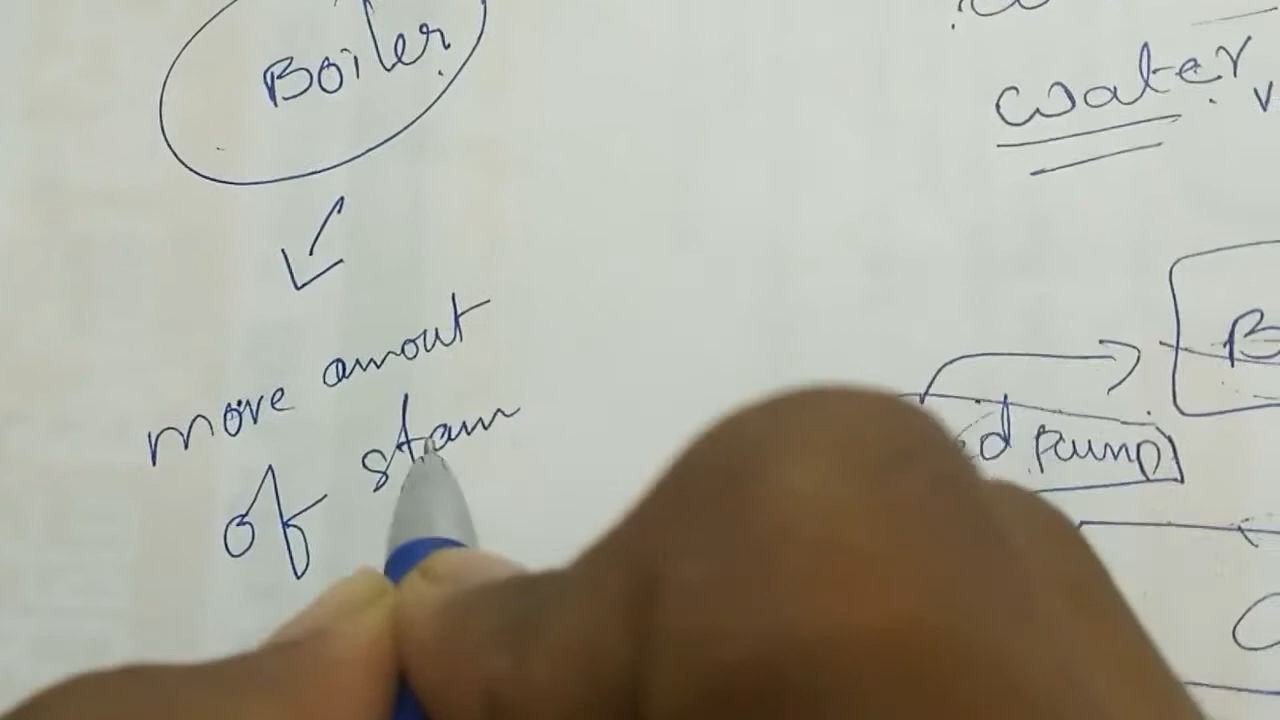 Boiler
water
more amout
of stam
d pump
B